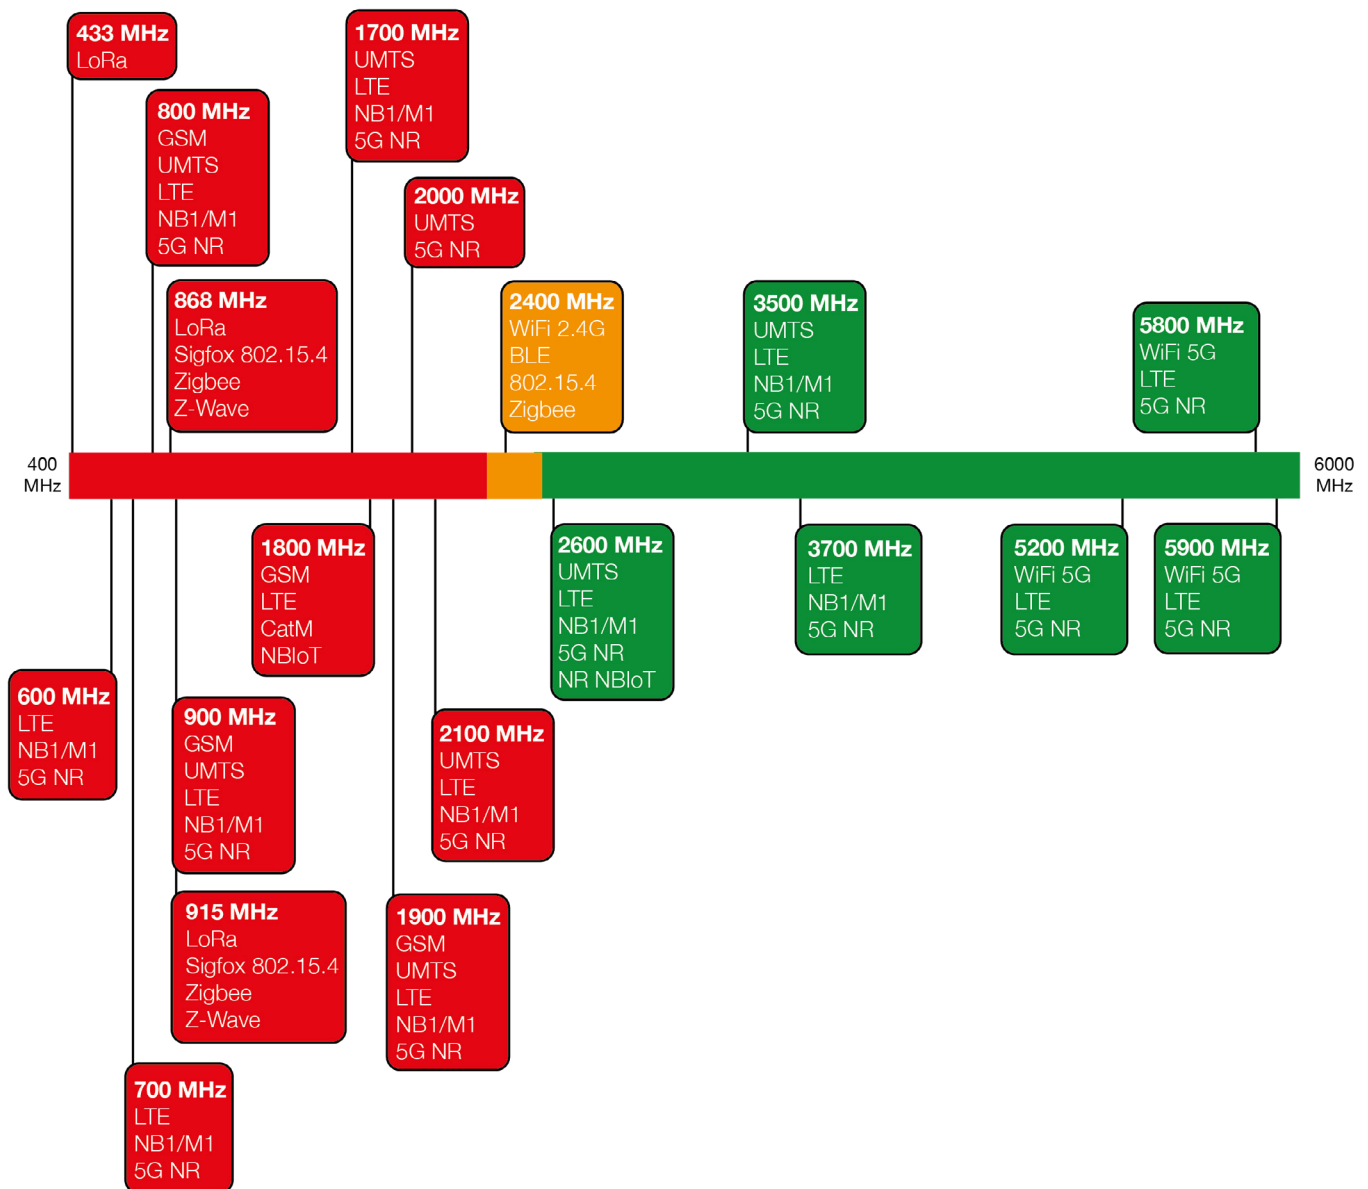 433 MHz
LoRa
1700 MHz
UMTS
LTE
NB1/M1
5G NR
800 MHz
GSM
UMTS
LTE
NB1/M1
5G NR
2000 MHz
UMTS
5G NR
868 MHz
LoRa
Sigfox 802.15.4
Zigbee
Z-Wave
2400 MHz
WiFi 2.4G
BLE
802.15.4
Zigbee
3500 MHz
UMTS
LTE
NB1/M1
5G NR
5800 MHz
WiFi 5G
LTE
5G NR
400
MHz
6000
MHz
1800 MHz
GSM
LTE
CatM
NBIoT
2600 MHz
UMTS
LTE
NB1/M1
5G NR
NR NBIoT
3700 MHz
LTE
NB1/M1
5G NR
5200 MHz
WiFi 5G
LTE
5G NR
5900 MHz
WiFi 5G
LTE
5G NR
600 MHz
LTE
NB1/M1
5G NR
900 MHz
GSM
UMTS
LTE
NB1/M1
5G NR
2100 MHz
UMTS
LTE
NB1/M1
5G NR
915 MHz
LoRa
Sigfox 802.15.4
Zigbee
Z-Wave
1900 MHz
GSM
UMTS
LTE
NB1/M1
5G NR
700 MHz
LTE
NB1/M1
5G NR